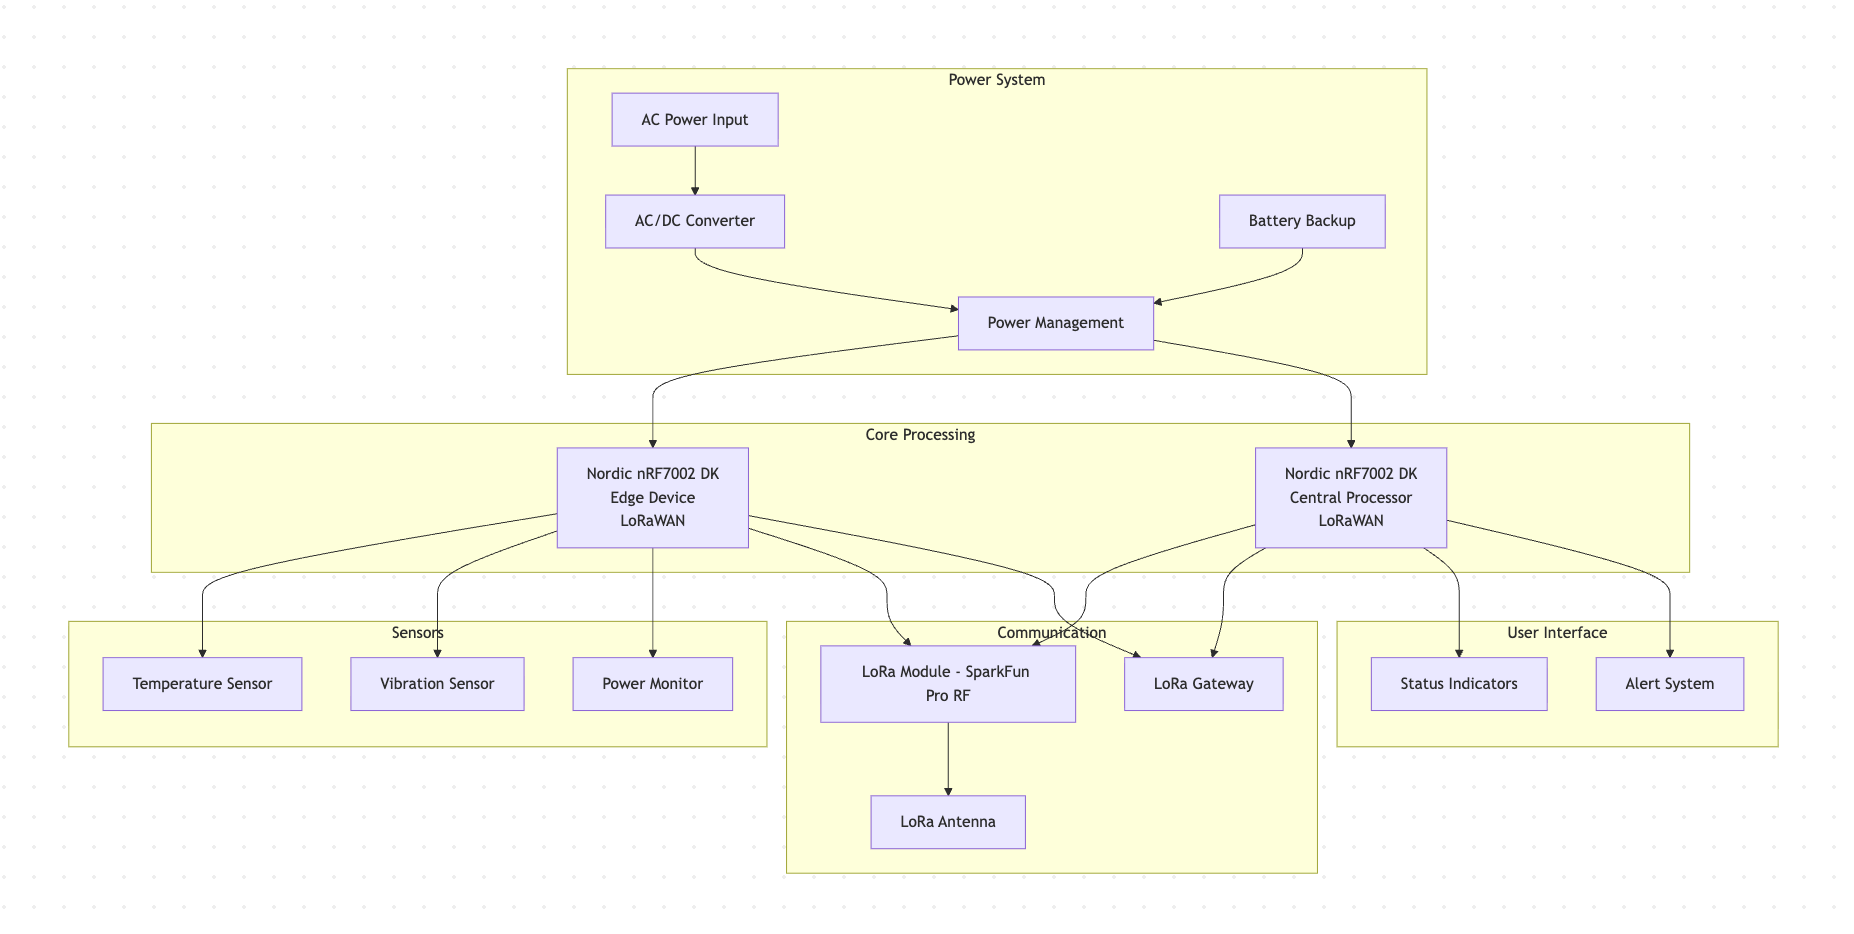 Power System
AC Power Input
AC/DC Converter
Battery Backup
Power Management
Core Processing
Nordic nRF7002 DK
Edge Device
LoRaWAN
Nordic nRF7002 DK
Central Processor
LoRaWAN
Sensors
Temperature Sensor
Vibration Sensor
Power Monitor
Communication
LoRa Module - SparkFun
Pro RF
LoRa Gateway
LoRa Antenna
User Interface
Status Indicators
Alert System